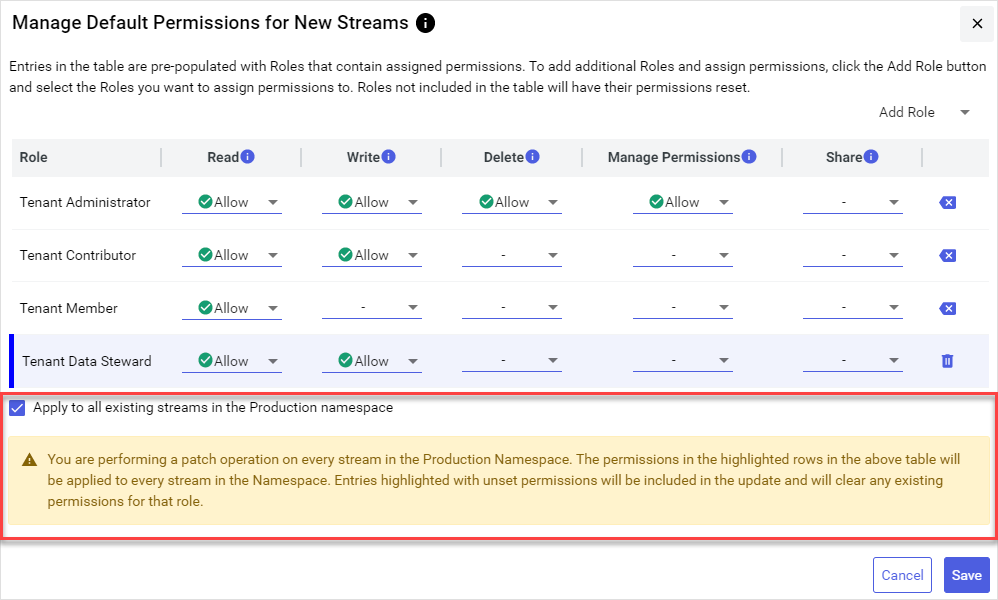 Manage Default Permissions for New Streams
Entries in the table are pre-populated with Roles that contain assigned permissions. To add additional Roles and assign permissions, click the Add Role button
and select the Roles you want to assign permissions to. Roles not included in the table will have their permissions reset.
Add Role
Role Read Write Delete Manage Permissions Share
Tenant Administrator Allow Allow Allow Allow -
Tenant Contributor Allow Allow - - -
Tenant Member Allow - - - -
Tenant Data Steward Allow Allow - - -
Apply to all existing streams in the Production namespace
You are performing a patch operation on every stream in the Production Namespace. The permissions in the highlighted rows in the above table will
be applied to every stream in the Namespace. Entries highlighted with unset permissions will be included in the update and will clear any existing
permissions for that role.
Cancel Save